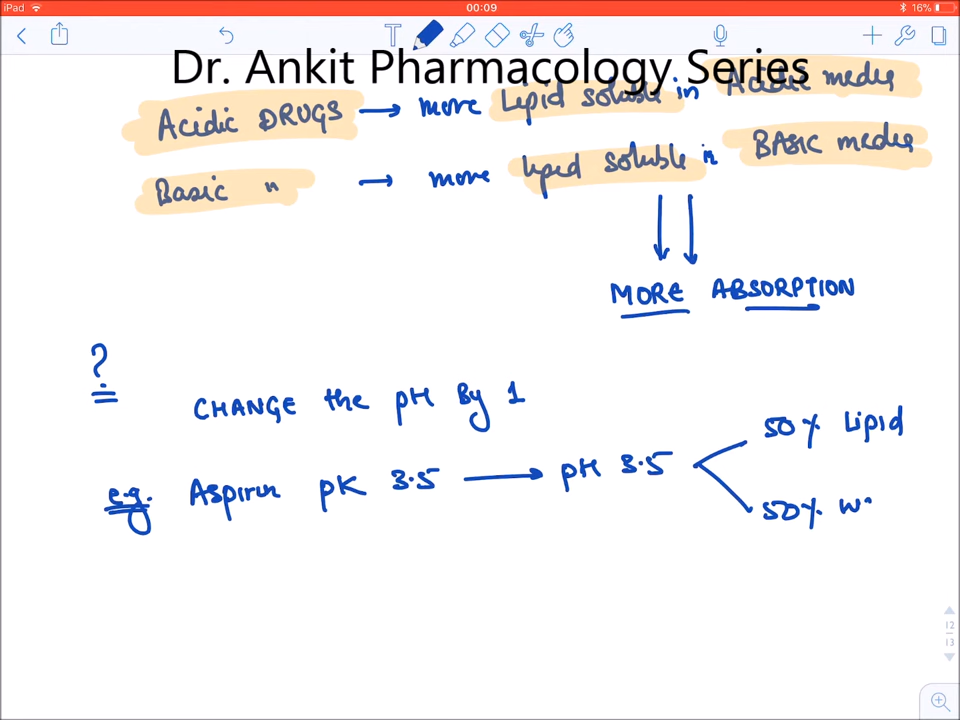 iPad 00:09 16%
T
Dr. Ankit Pharmacology Series
Acidic DRUGS → more Lipid soluble in Acidic media
Basic " → more lipid soluble in BASIC media
MORE ABSORPTION
?
CHANGE the pH By 1
e.g. Aspirin pK 3.5 → pH 3.5
50% Lipid
50% w
12
13